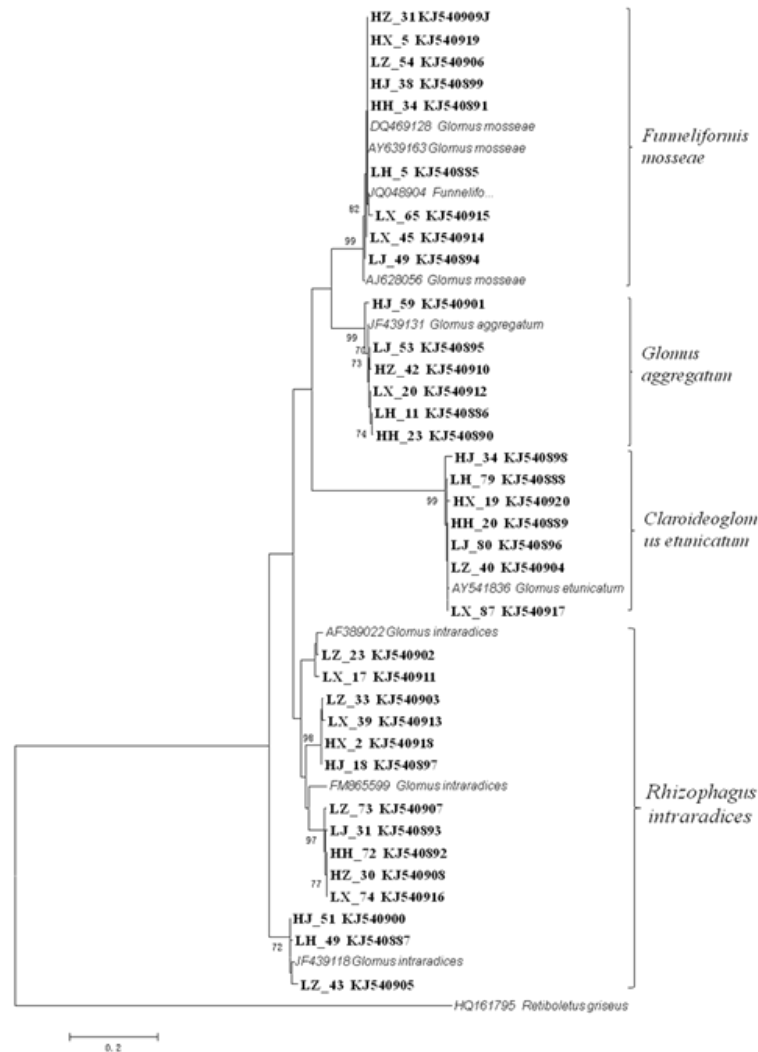 HZ_31 KJ540909J
HX_5 KJ540919
LZ_54 KJ540906
HJ_38 KJ540899
HH_34 KJ540891
DQ469128 Glomus mosseae
AY639163 Glomus mosseae
LH_5 KJ540885
JQ048904 Funnelifo...
82
LX_65 KJ540915
LX_45 KJ540914
99
LJ_49 KJ540894
AJ628056 Glomus mosseae
Funneliformis
mosseae
HJ_59 KJ540901
JF439131 Glomus aggregatum
99
LJ_53 KJ540895
70
73
HZ_42 KJ540910
LX_20 KJ540912
LH_11 KJ540886
74
HH_23 KJ540890
Glomus
aggregatum
HJ_34 KJ540898
LH_79 KJ540888
99
HX_19 KJ540920
HH_20 KJ540889
LJ_80 KJ540896
LZ_40 KJ540904
AY541836 Glomus etunicatum
LX_87 KJ540917
Claroideoglom
us etunicatum
AF389022 Glomus intraradices
LZ_23 KJ540902
LX_17 KJ540911
LZ_33 KJ540903
LX_39 KJ540913
98
HX_2 KJ540918
HJ_18 KJ540897
FM865599 Glomus intraradices
LZ_73 KJ540907
97
LJ_31 KJ540893
HH_72 KJ540892
77
HZ_30 KJ540908
LX_74 KJ540916
HJ_51 KJ540900
72
LH_49 KJ540887
JF439118 Glomus intraradices
LZ_43 KJ540905
Rhizophagus
intraradices
HQ161795 Retiboletus griseus
0.2